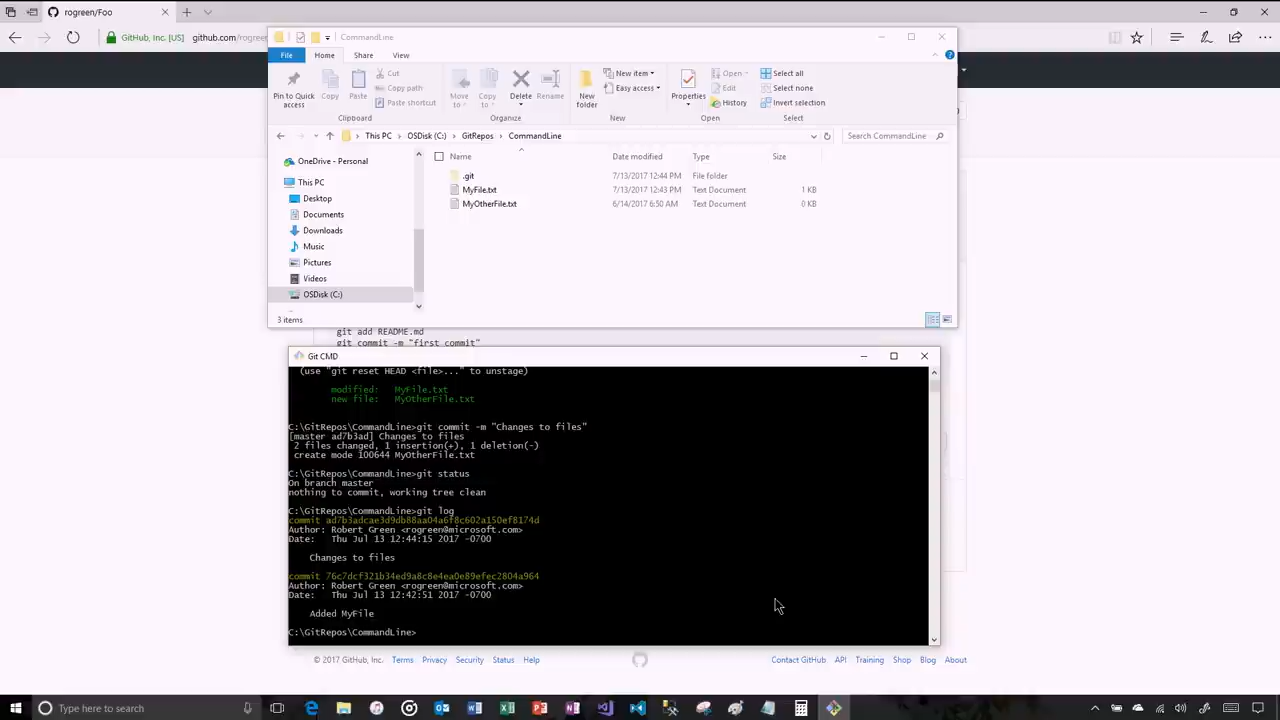 rogreen/Foo
GitHub, Inc. [US]
github.com/rogree
CommandLine
File
Home
Share
View
Pin to Quick access
Copy
Paste
Cut
Copy path
Paste shortcut
Clipboard
Move to
Copy to
Delete
Rename
Organize
New folder
New item
Easy access
New
Properties
Open
Edit
History
Open
Select all
Select none
Invert selection
Select
This PC
OSDisk (C:)
GitRepos
CommandLine
Search CommandLine
OneDrive - Personal
This PC
Desktop
Documents
Downloads
Music
Pictures
Videos
OSDisk (C:)
Name Date modified Type Size
.git 7/13/2017 12:44 PM File folder
MyFile.txt 7/13/2017 12:43 PM Text Document 1 KB
MyOtherFile.txt 6/14/2017 6:50 AM Text Document 0 KB
3 items
git add README.md
git commit -m "first commit"
Git CMD
(use "git reset HEAD <file>..." to unstage)
modified: MyFile.txt
new file: MyOtherFile.txt
C:\GitRepos\CommandLine>git commit -m "Changes to files"
[master ad7b3ad] Changes to files
2 files changed, 1 insertion(+), 1 deletion(-)
create mode 100644 MyOtherFile.txt
C:\GitRepos\CommandLine>git status
On branch master
nothing to commit, working tree clean
C:\GitRepos\CommandLine>git log
commit ad7b3adcae3d9db88aa04a6f8c602a150ef8174d
Author: Robert Green <rogreen@microsoft.com>
Date: Thu Jul 13 12:44:15 2017 -0700
Changes to files
commit 76c7dcf321b34ed9a8c8e4ea0e89efec2804a964
Author: Robert Green <rogreen@microsoft.com>
Date: Thu Jul 13 12:42:51 2017 -0700
Added MyFile
C:\GitRepos\CommandLine>
© 2017 GitHub, Inc. Terms Privacy Security Status Help Contact GitHub API Training Shop Blog About
Type here to search